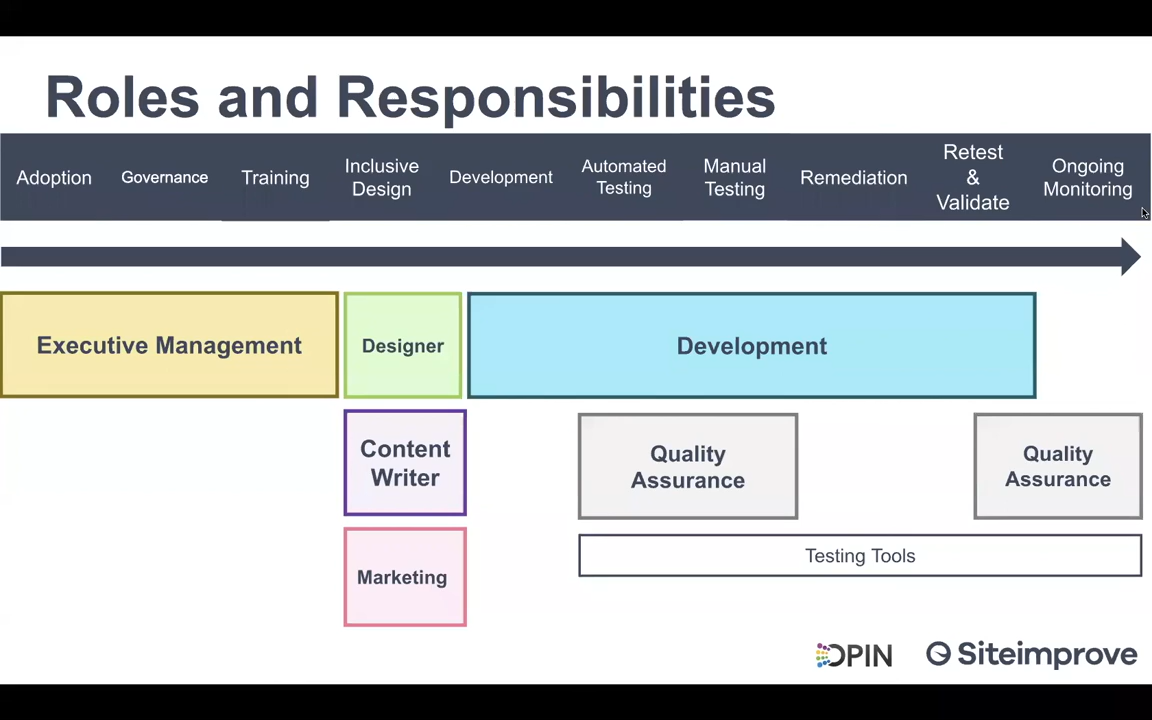 Roles and Responsibilities
Adoption
Governance
Training
Inclusive
Design
Development
Automated
Testing
Manual
Testing
Remediation
Retest
&
Validate
Ongoing
Monitoring
Executive Management
Designer
Development
Content
Writer
Quality
Assurance
Quality
Assurance
Marketing
Testing Tools
OPIN
Siteimprove